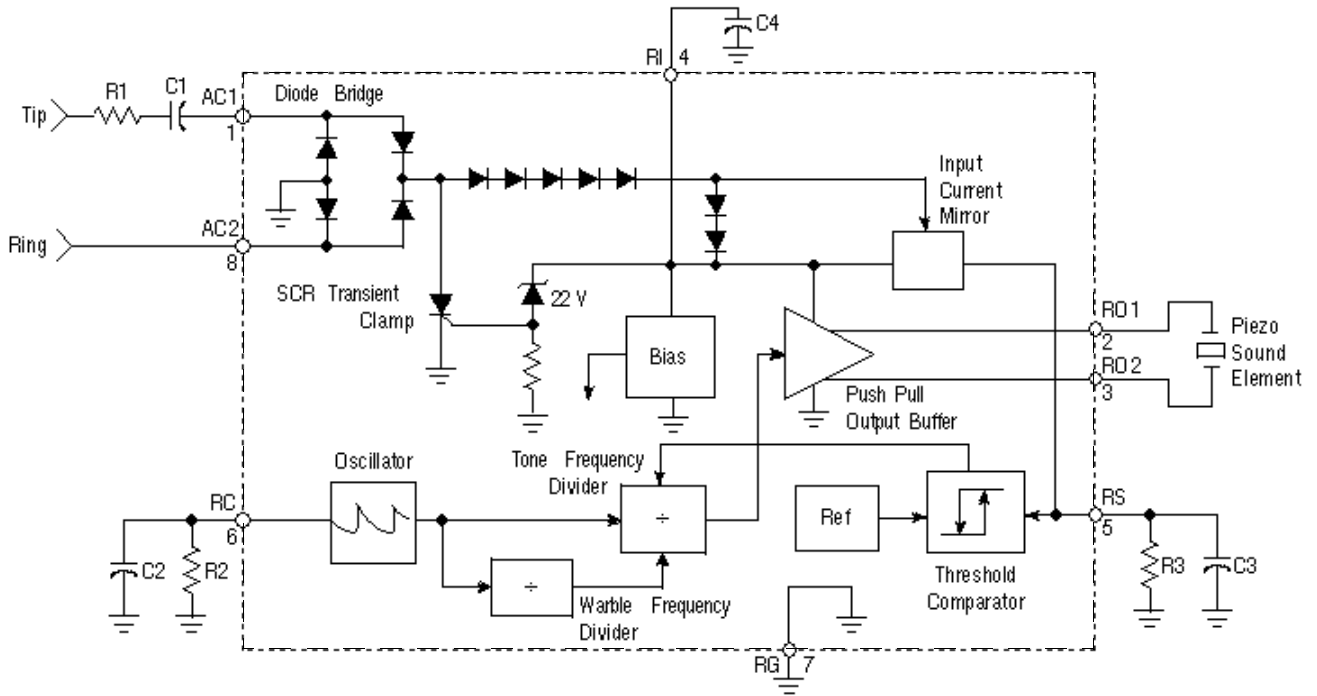 C4
RI 4
R1 C1 AC1 Diode Bridge
Tip
1
Input
Current
Mirror
Ring
AC2
8
SCR Transient
Clamp
22 V
Bias
RO1
2
Piezo
Sound
Element
RO2
3
Push Pull
Output Buffer
Oscillator
Tone Frequency
Divider
RC
6
÷
Ref
RS
5
C2
R2
÷
Warble Frequency
Divider
Threshold
Comparator
R3
C3
RG 7